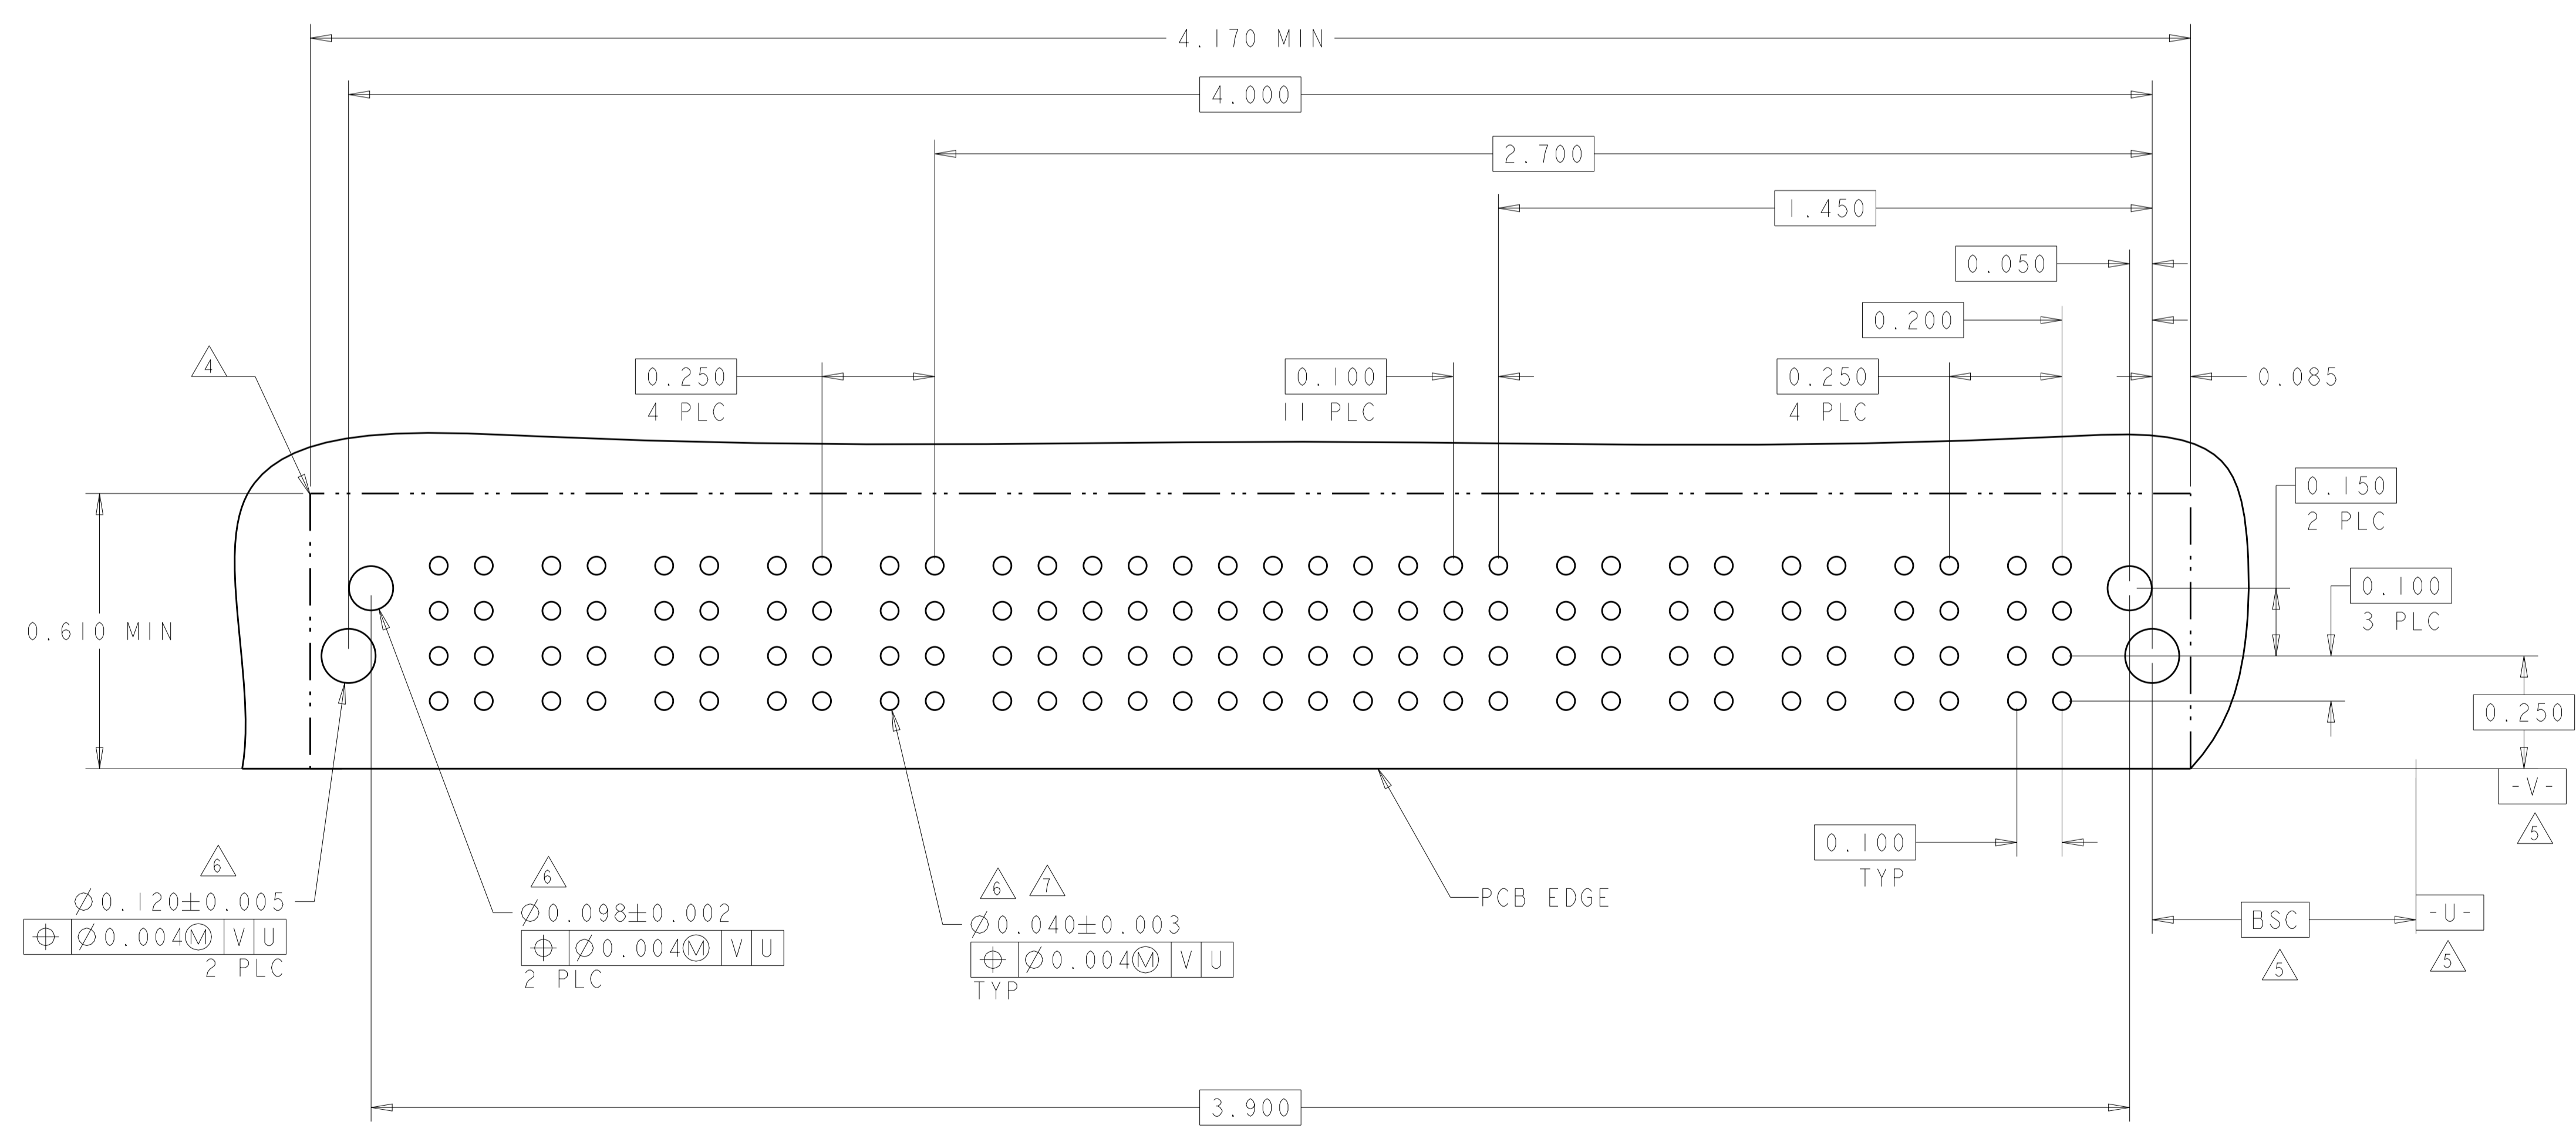 4.170 MIN
4.000
2.700
1.450
0.050
0.200
4
0.250
4 PLC
0.100
11 PLC
0.250
4 PLC
0.085
0.150
2 PLC
0.100
3 PLC
0.610 MIN
0.250
-V-
5
0.100
TYP
6
Ø0.120±0.005
⌖ Ø0.004Ⓜ V U
2 PLC
6
Ø0.098±0.002
⌖ Ø0.004Ⓜ V U
2 PLC
6 7
Ø0.040±0.003
⌖ Ø0.004Ⓜ V U
TYP
PCB EDGE
BSC
5
-U-
5
3.900